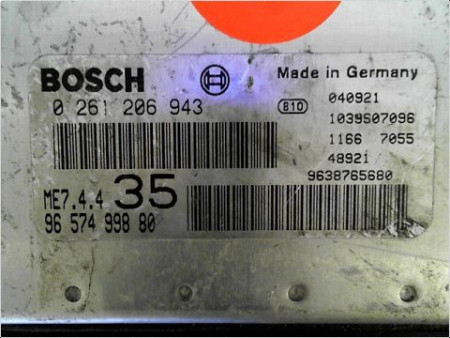 BOSCH
Made in Germany
0 261 206 943
810
040921
1039S07096
1166 7055
48921
9638765680
ME7.4.4 35
96 574 998 80